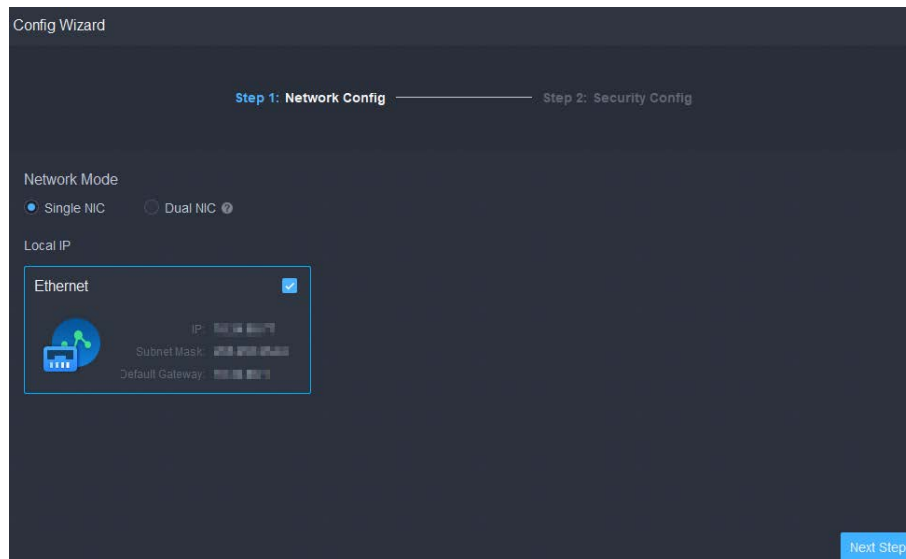 Config Wizard
Step 1: Network Config Step 2: Security Config
Network Mode
Single NIC Dual NIC ?
Local IP
Ethernet
IP:
Subnet Mask:
Default Gateway:
Next Step